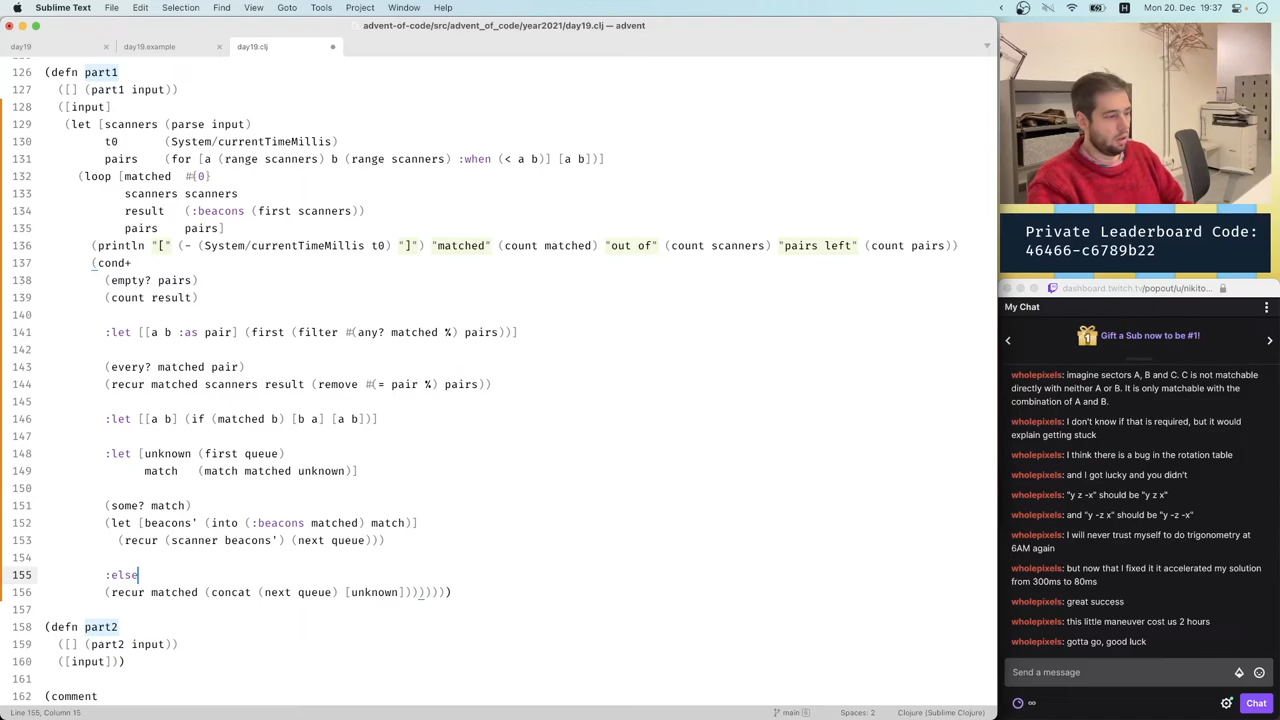 Sublime Text File Edit Selection Find View Goto Tools Project Window Help
Mon 20. Dec 19:37
advent-of-code/src/advent_of_code/year2021/day19.clj — advent
day19 day19.example day19.clj
126 (defn part1
127 ([] (part1 input))
128 ([input]
129 (let [scanners (parse input)
130 t0 (System/currentTimeMillis)
131 pairs (for [a (range scanners) b (range scanners) :when (< a b)] [a b])]
132 (loop [matched #{0}
133 scanners scanners
134 result (:beacons (first scanners))
135 pairs pairs]
136 (println "[" (- (System/currentTimeMillis t0) "]") "matched" (count matched) "out of" (count scanners) "pairs left" (count pairs))
137 (cond+
138 (empty? pairs)
139 (count result)
140
141 :let [[a b :as pair] (first (filter #(any? matched %) pairs))]
142
143 (every? matched pair)
144 (recur matched scanners result (remove #(= pair %) pairs))
145
146 :let [[a b] (if (matched b) [b a] [a b])]
147
148 :let [unknown (first queue)
149 match (match matched unknown)]
150
151 (some? match)
152 (let [beacons' (into (:beacons matched) match)]
153 (recur (scanner beacons') (next queue)))
154
155 :else
156 (recur matched (concat (next queue) [unknown])))))))
157
158 (defn part2
159 ([] (part2 input))
160 ([input]))
161
162 (comment
Line 155, Column 15
main 6
Spaces: 2
Clojure (Sublime Clojure)
Private Leaderboard Code:
46466-c6789b22
dashboard.twitch.tv/popout/u/nikito...
My Chat
1 Gift a Sub now to be #1!
wholepixels: imagine sectors A, B and C. C is not matchable
directly with neither A or B. It is only matchable with the
combination of A and B.
wholepixels: I don't know if that is required, but it would
explain getting stuck
wholepixels: I think there is a bug in the rotation table
wholepixels: and I got lucky and you didn't
wholepixels: "y z -x" should be "y z x"
wholepixels: and "y -z x" should be "y -z -x"
wholepixels: I will never trust myself to do trigonometry at
6AM again
wholepixels: but now that I fixed it it accelerated my solution
from 300ms to 80ms
wholepixels: great success
wholepixels: this little maneuver cost us 2 hours
wholepixels: gotta go, good luck
Send a message
∞
Chat